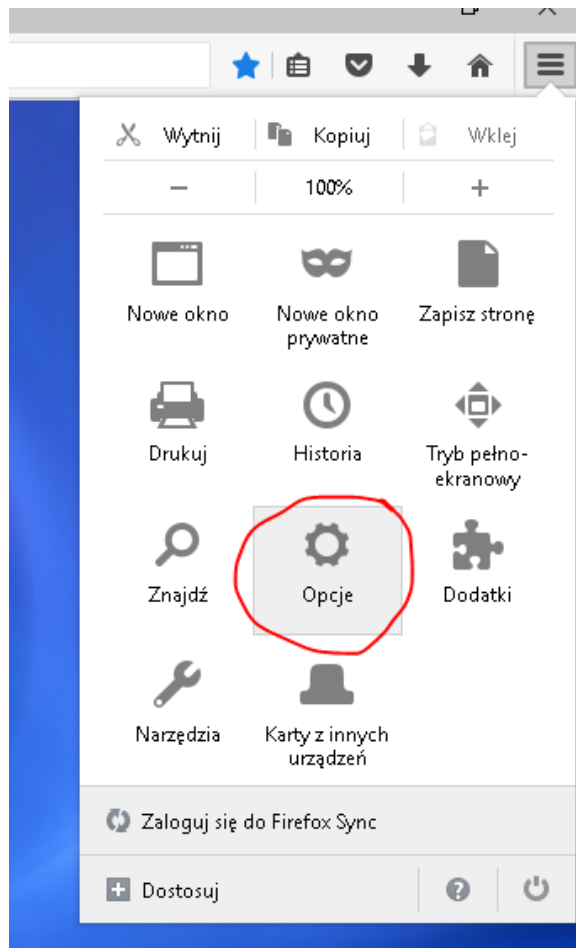 Wytnij Kopiuj Wklej
− 100% +
Nowe okno Nowe okno Zapisz stronę
prywatne
Drukuj Historia Tryb pełno-
ekranowy
Znajdź Opcje Dodatki
Narzędzia Karty z innych
urządzeń
Zaloguj się do Firefox Sync
Dostosuj